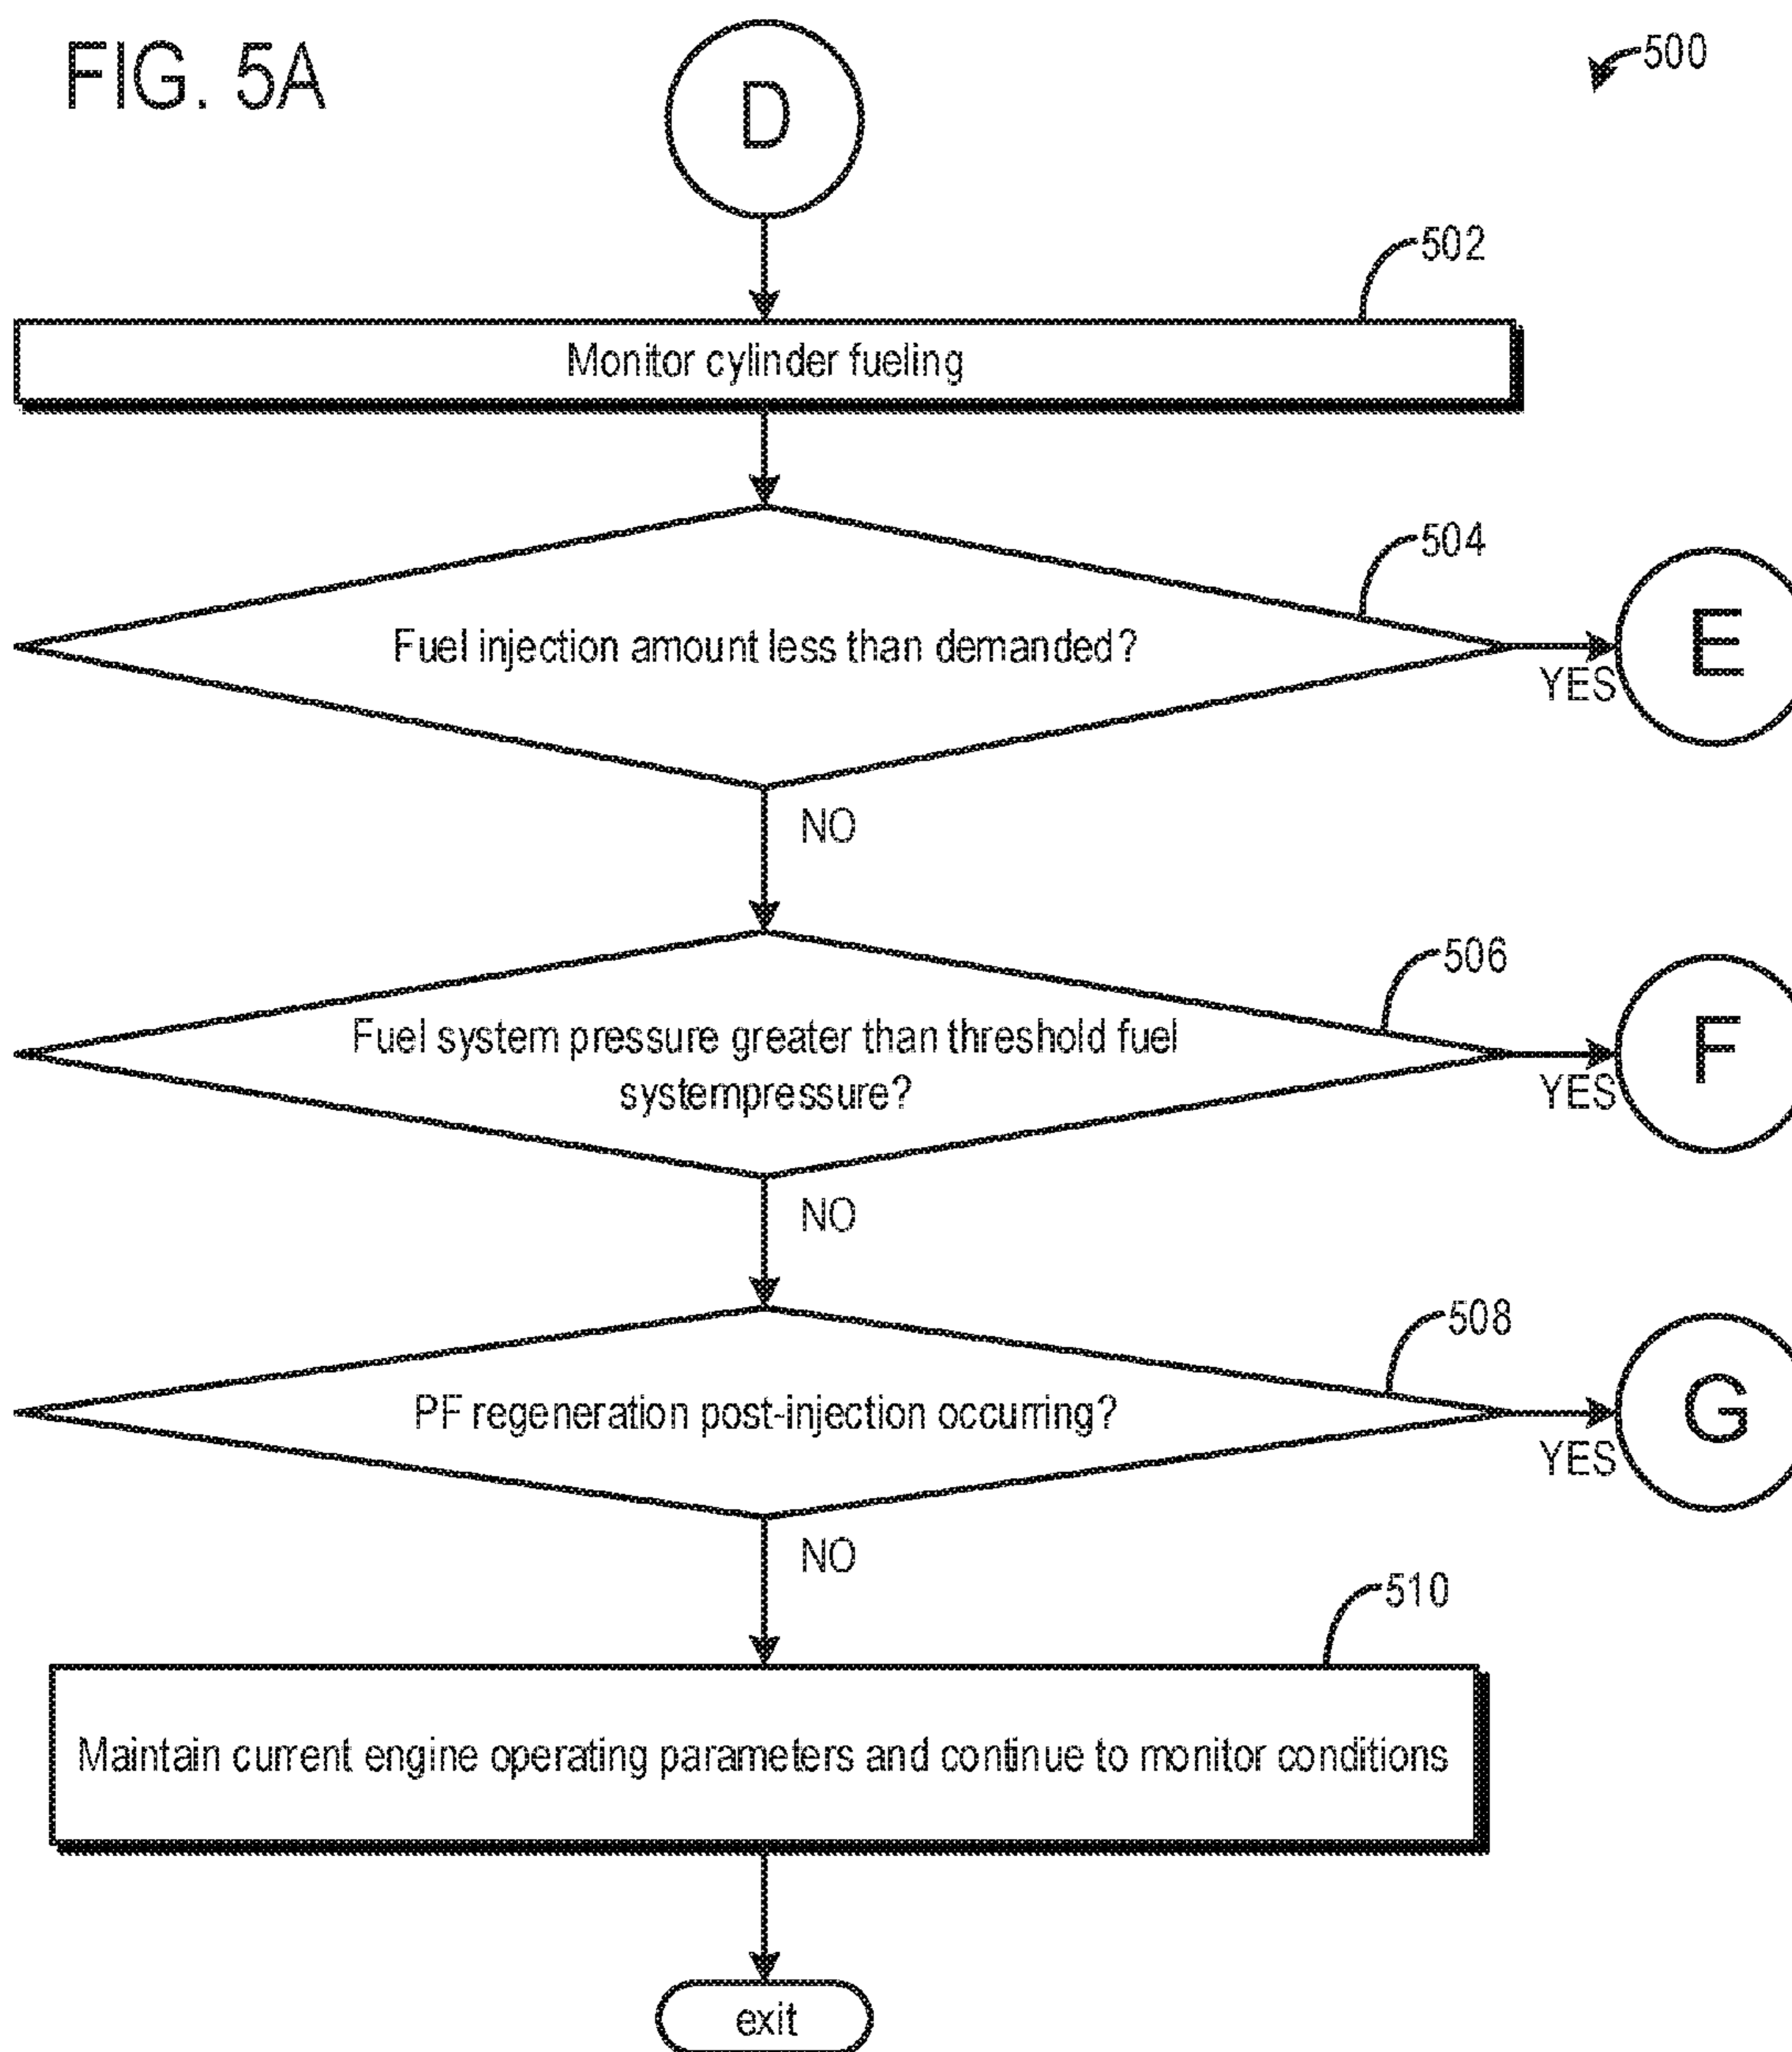 FIG. 5A
D
500
502
Monitor cylinder fueling
504
Fuel injection amount less than demanded?
E
YES
NO
506
Fuel system pressure greater than threshold fuel
systempressure?
F
YES
NO
508
PF regeneration post-injection occurring?
G
YES
NO
510
Maintain current engine operating parameters and continue to monitor conditions
exit